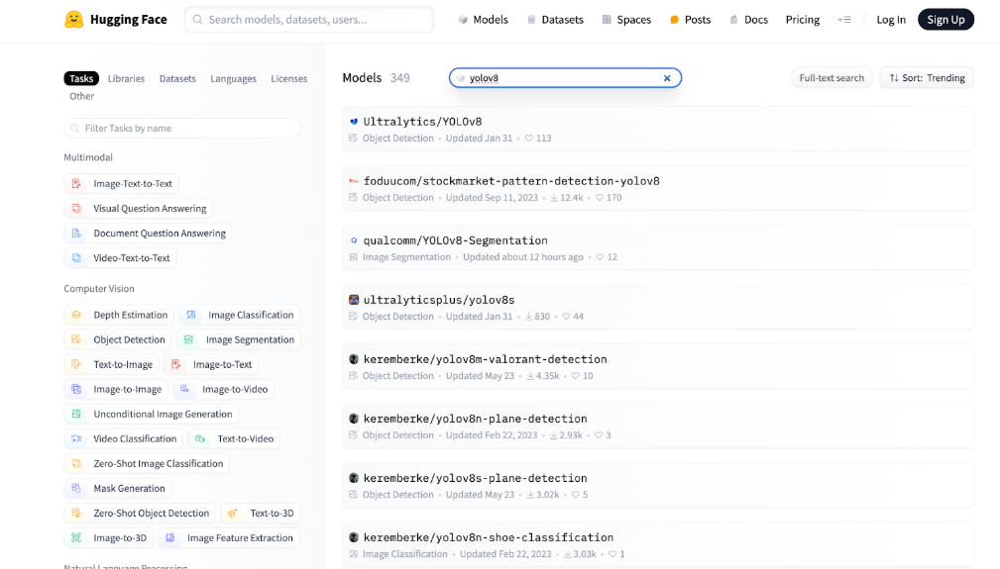 Hugging Face
Search models, datasets, users...
Models
Datasets
Spaces
Posts
Docs
Pricing
Log In
Sign Up
Tasks Libraries Datasets Languages Licenses
Other
Filter Tasks by name
Multimodal
Image-Text-to-Text
Visual Question Answering
Document Question Answering
Video-Text-to-Text
Computer Vision
Depth Estimation Image Classification
Object Detection Image Segmentation
Text-to-Image Image-to-Text
Image-to-Image Image-to-Video
Unconditional Image Generation
Video Classification Text-to-Video
Zero-Shot Image Classification
Mask Generation
Zero-Shot Object Detection Text-to-3D
Image-to-3D Image Feature Extraction
Natural Language Processing
Models 349
yolov8
Full-text search
Sort: Trending
Ultralytics/YOLOv8
Object Detection • Updated Jan 31 • 113
foduucom/stockmarket-pattern-detection-yolov8
Object Detection • Updated Sep 11, 2023 • 12.4k • 170
qualcomm/YOLOv8-Segmentation
Image Segmentation • Updated about 12 hours ago • 12
ultralyticsplus/yolov8s
Object Detection • Updated Jan 31 • 830 • 44
keremberke/yolov8m-valorant-detection
Object Detection • Updated May 23 • 4.35k • 10
keremberke/yolov8n-plane-detection
Object Detection • Updated Feb 22, 2023 • 2.93k • 3
keremberke/yolov8s-plane-detection
Object Detection • Updated May 23 • 3.02k • 5
keremberke/yolov8n-shoe-classification
Image Classification • Updated Feb 22, 2023 • 3.03k • 1